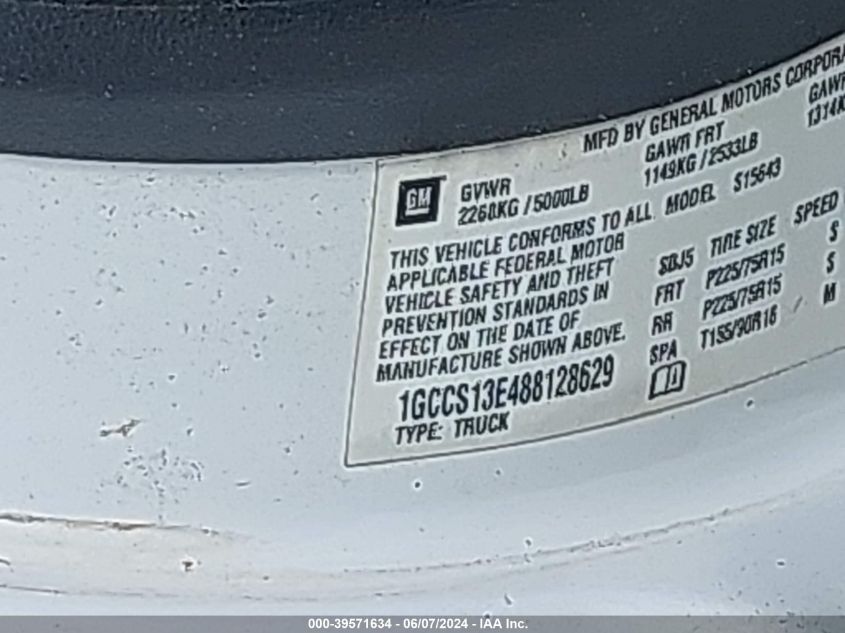 MFD BY GENERAL MOTORS CORPORA
GM
GVWR
2268KG / 5000LB
GAWR FRT
1149KG / 2533LB
GAWR
1314K
THIS VEHICLE CONFORMS TO ALL
APPLICABLE FEDERAL MOTOR
VEHICLE SAFETY AND THEFT
PREVENTION STANDARDS IN
EFFECT ON THE DATE OF
MANUFACTURE SHOWN ABOVE.
MODEL S15643
TIRE SIZE SPEED
FRT P225/75R15 S
RR P225/75R15 S
SPA T155/90R16 M
1GCCS13E488128629
TYPE: TRUCK
000-39571634 - 06/07/2024 - IAA Inc.